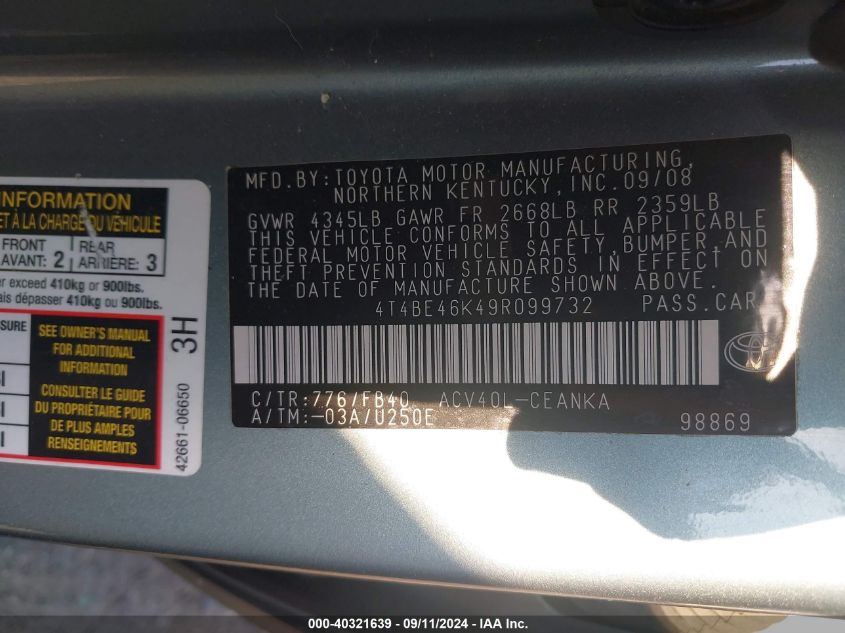 INFORMATION
ET À LA CHARGE DU VÉHICULE
FRONT
AVANT: 2
REAR
ARRIÈRE: 3
er exceed 410kg or 900lbs.
ais dépasser 410kg ou 900lbs.
SSURE
SEE OWNER'S MANUAL
FOR ADDITIONAL
INFORMATION
CONSULTER LE GUIDE
DU PROPRIÉTAIRE POUR
DE PLUS AMPLES
RENSEIGNEMENTS
3H
42661-06650
MFD.BY:TOYOTA MOTOR MANUFACTURING,
NORTHERN KENTUCKY,INC.09/08
GVWR 4345LB GAWR FR 2668LB RR 2359LB
THIS VEHICLE CONFORMS TO ALL APPLICABLE
FEDERAL MOTOR VEHICLE SAFETY,BUMPER,AND
THEFT PREVENTION STANDARDS IN EFFECT ON
THE DATE OF MANUFACTURE SHOWN ABOVE.
4T4BE46K49R099732 PASS.CAR
C/TR:776/FB40 ACV40L-CEANKA
A/TM:-03A/U250E
98869
000-40321639 - 09/11/2024 - IAA Inc.